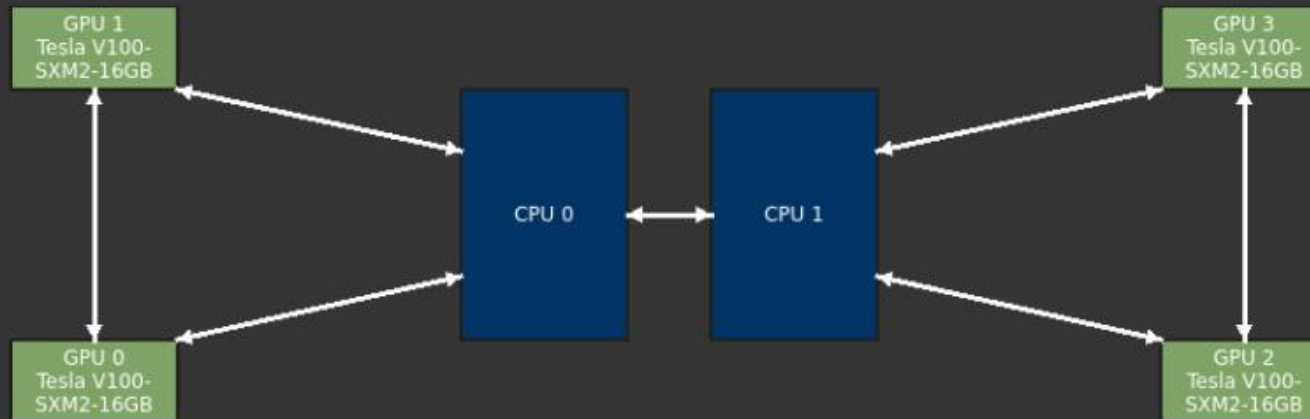 GPU 1
Tesla V100-
SXM2-16GB
GPU 3
Tesla V100-
SXM2-16GB
CPU 0
CPU 1
GPU 0
Tesla V100-
SXM2-16GB
GPU 2
Tesla V100-
SXM2-16GB